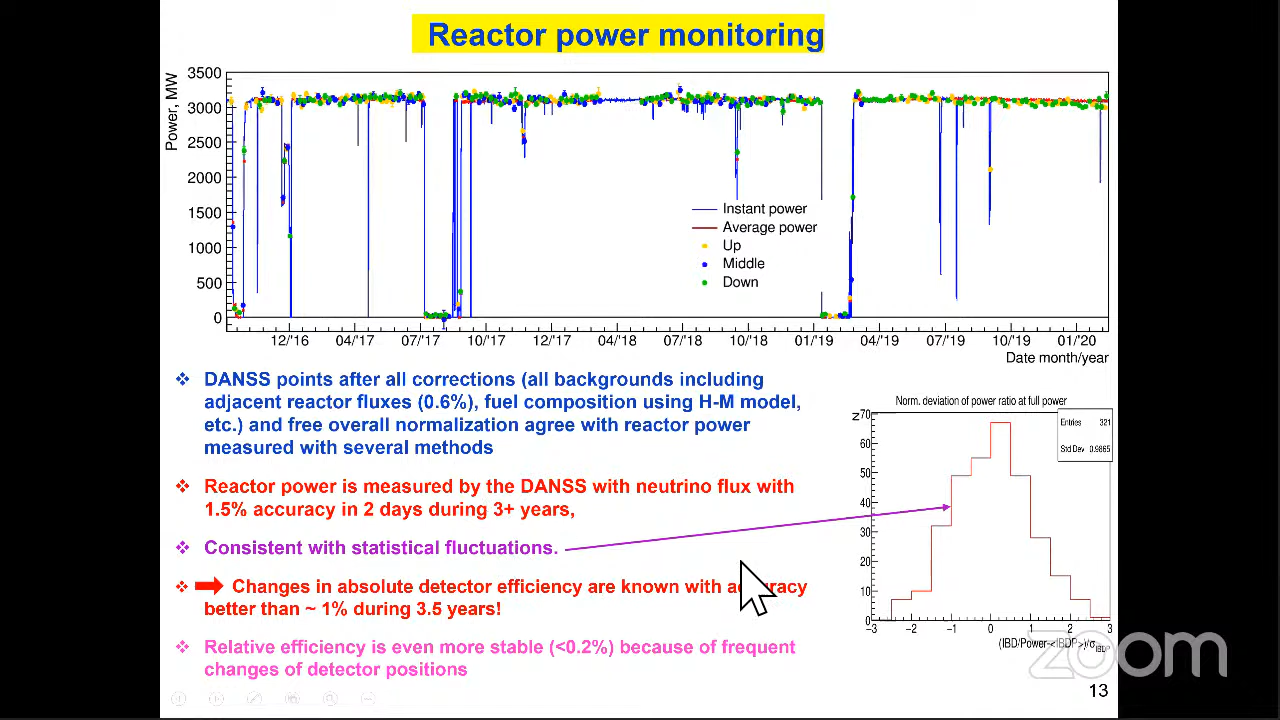 Reactor power monitoring
Power, MW
3500
3000
2500
2000
1500
1000
500
0
Instant power
Average power
Up
Middle
Down
12/'16 04/'17 07/'17 10/'17 12/'17 04/'18 07/'18 10/'18 01/'19 04/'19 07/'19 10/'19 01/'20
Date month/year
❖ DANSS points after all corrections (all backgrounds including
adjacent reactor fluxes (0.6%), fuel composition using H-M model,
etc.) and free overall normalization agree with reactor power
measured with several methods
❖ Reactor power is measured by the DANSS with neutrino flux with
1.5% accuracy in 2 days during 3+ years,
❖ Consistent with statistical fluctuations.
❖ ➡ Changes in absolute detector efficiency are known with accuracy
better than ~ 1% during 3.5 years!
❖ Relative efficiency is even more stable (<0.2%) because of frequent
changes of detector positions
Norm. deviation of power ratio at full power
N
70
60
50
40
30
20
10
0
Entries 321
Std Dev 0.9865
−3 −2 −1 0 1 2 3
(IBD/Power-<IBDP>)/σIBDP
zoom
13